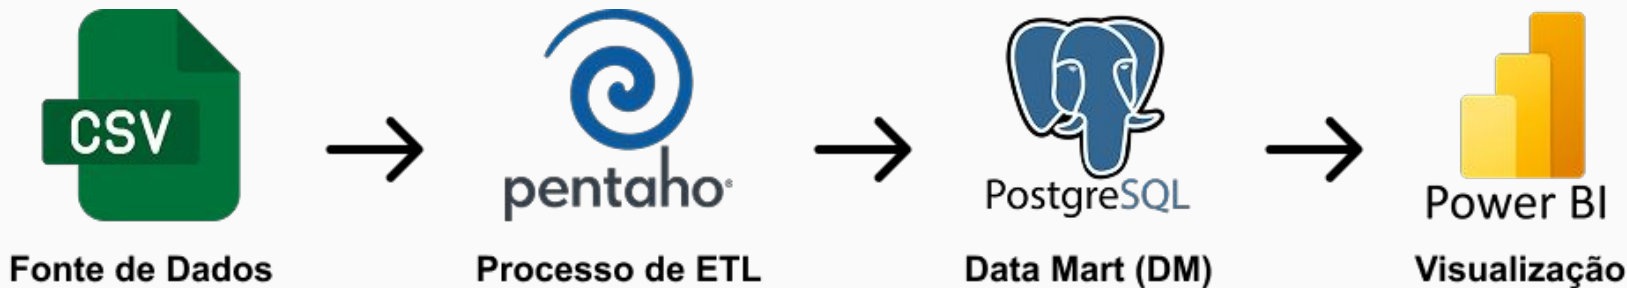 CSV
pentaho®
PostgreSQL
Power BI
Fonte de Dados
Processo de ETL
Data Mart (DM)
Visualização